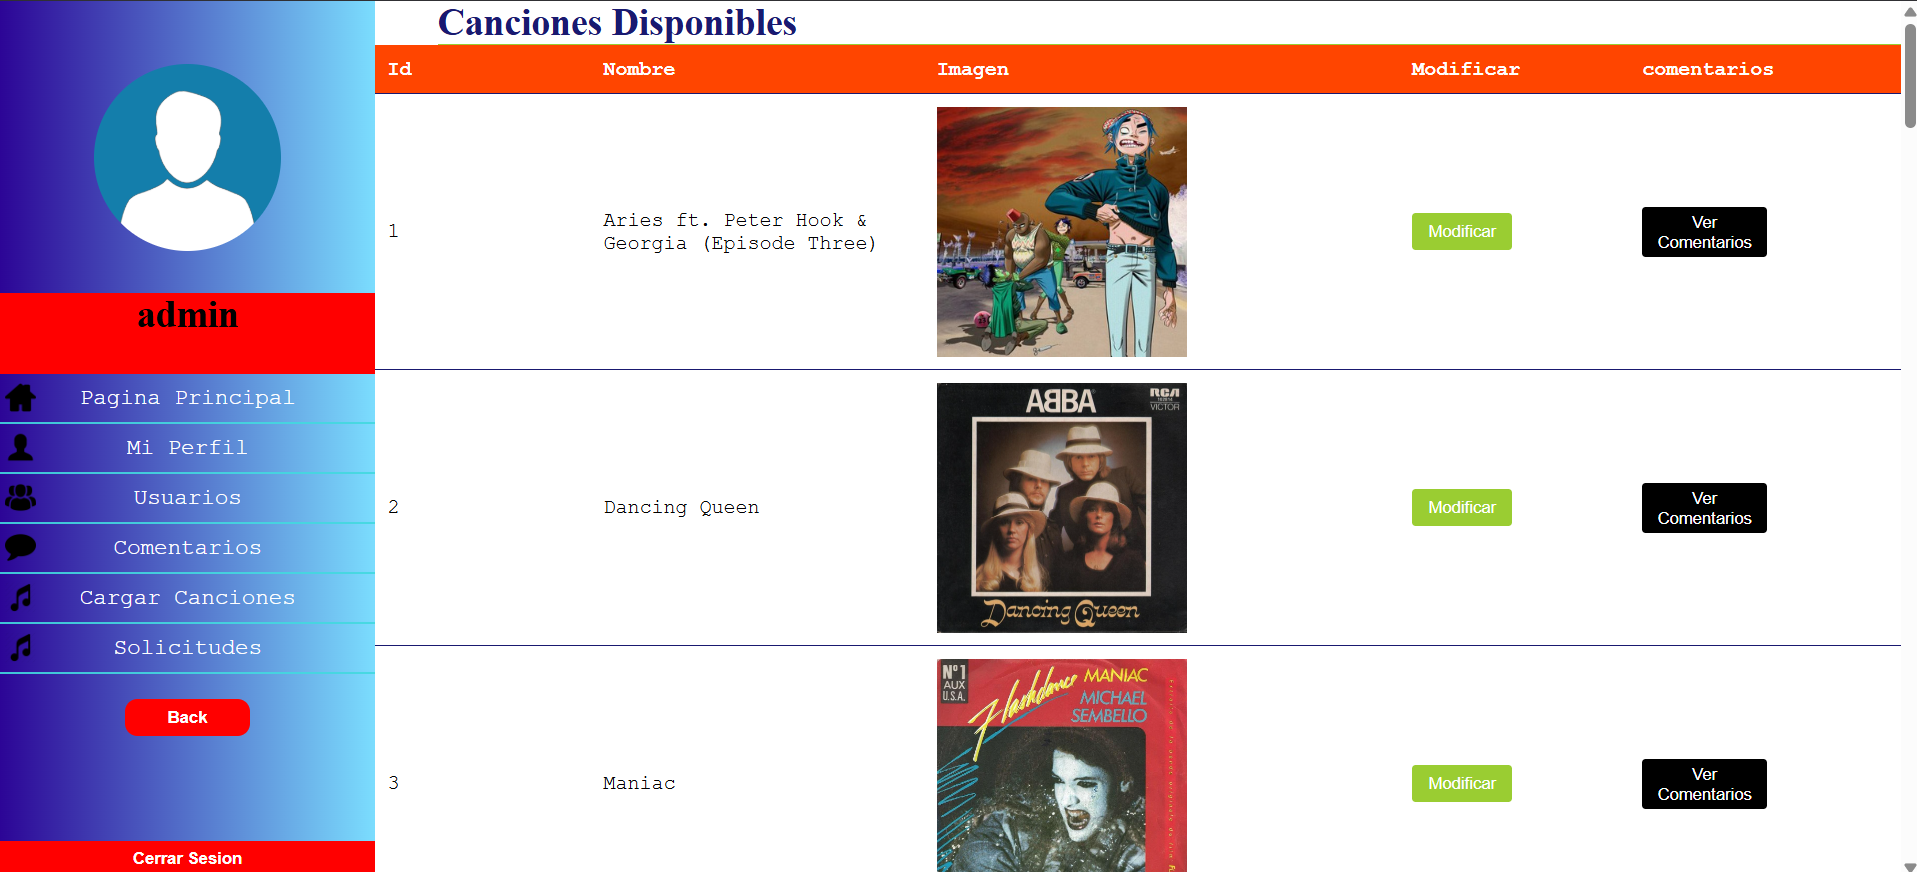 Canciones Disponibles
Id Nombre Imagen Modificar comentarios
admin
Pagina Principal
Mi Perfil
Usuarios
Comentarios
Cargar Canciones
Solicitudes
Back
Cerrar Sesion
1
Aries ft. Peter Hook &
Georgia (Episode Three)
Modificar
Ver
Comentarios
2
Dancing Queen
ABBA
RCA
VICTOR
Dancing Queen
Modificar
Ver
Comentarios
3
Maniac
Nº1
AUX
U.S.A.
Flashdance
MANIAC
MICHAEL
SEMBELLO
Modificar
Ver
Comentarios